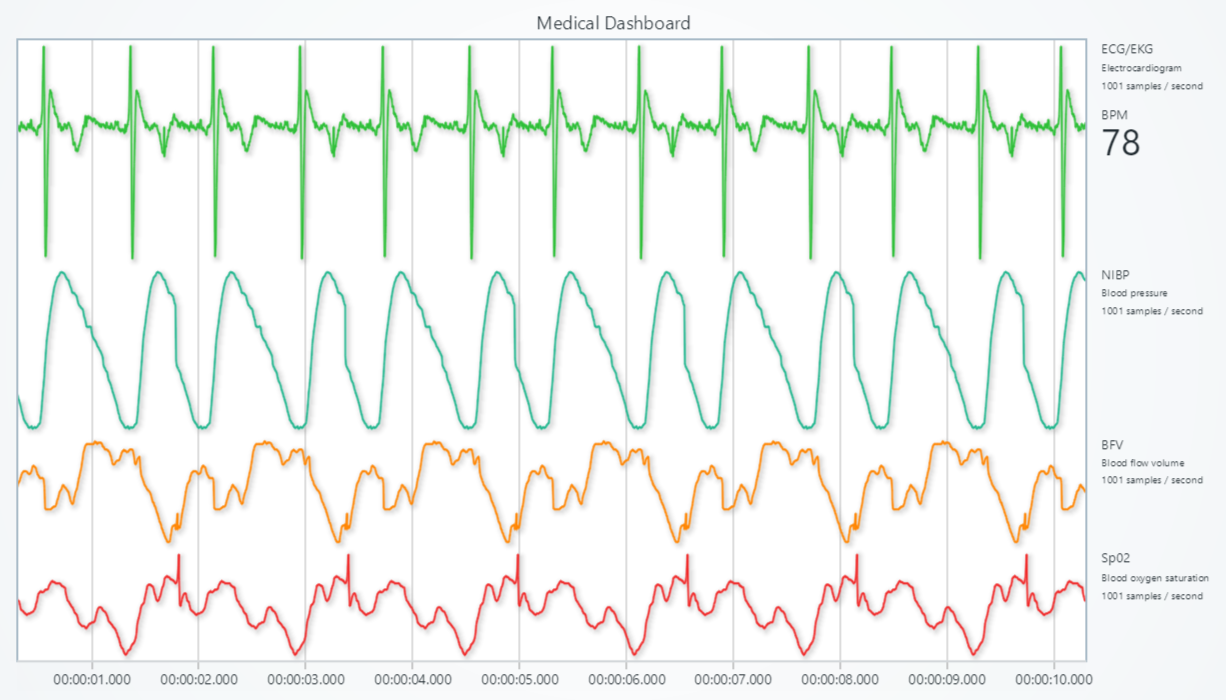 Medical Dashboard
ECG/EKG
Electrocardiogram
1001 samples / second
BPM
78
NIBP
Blood pressure
1001 samples / second
BFV
Blood flow volume
1001 samples / second
Sp02
Blood oxygen saturation
1001 samples / second
00:00:01.000 00:00:02.000 00:00:03.000 00:00:04.000 00:00:05.000 00:00:06.000 00:00:07.000 00:00:08.000 00:00:09.000 00:00:10.000